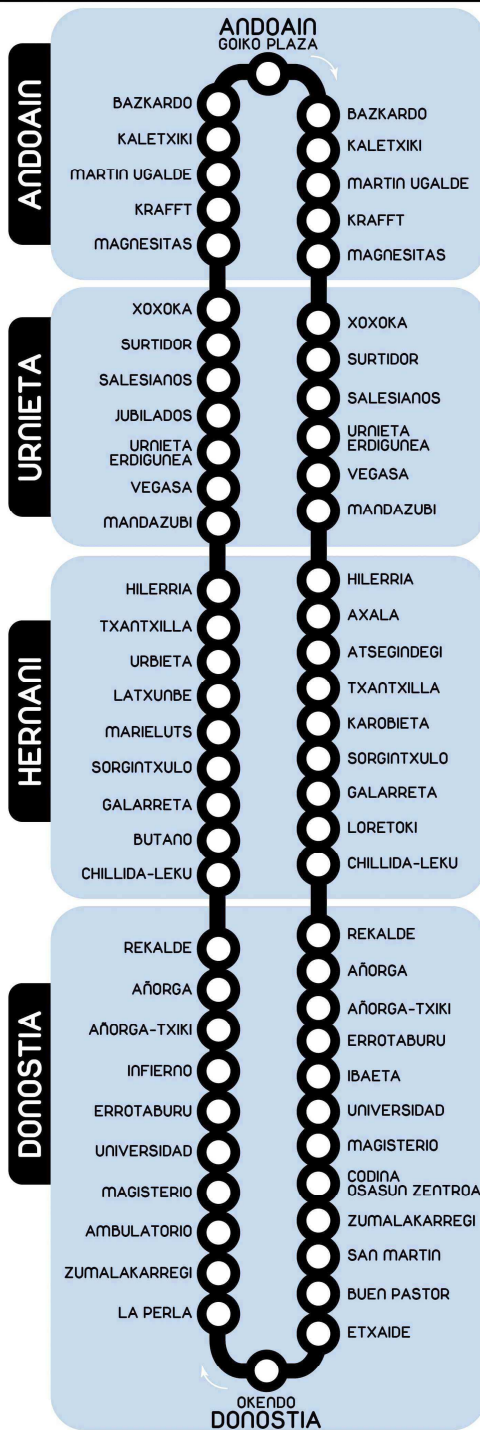 ANDOAIN
GOIKO PLAZA
ANDOAIN
BAZKARDO
KALETXIKI
MARTIN UGALDE
KRAFFT
MAGNESITAS
BAZKARDO
KALETXIKI
MARTIN UGALDE
KRAFFT
MAGNESITAS
URNIETA
XOXOKA
SURTIDOR
SALESIANOS
JUBILADOS
URNIETA
ERDIGUNEA
VEGASA
MANDAZUBI
XOXOKA
SURTIDOR
SALESIANOS
URNIETA
ERDIGUNEA
VEGASA
MANDAZUBI
HERNANI
HILERRIA
TXANTXILLA
URBIETA
LATXUNBE
MARIELUTS
SORGINTXULO
GALARRETA
BUTANO
CHILLIDA-LEKU
HILERRIA
AXALA
ATSEGINDEGI
TXANTXILLA
KAROBIETA
SORGINTXULO
GALARRETA
LORETOKI
CHILLIDA-LEKU
DONOSTIA
REKALDE
AÑORGA
AÑORGA-TXIKI
INFIERNO
ERROTABURU
UNIVERSIDAD
MAGISTERIO
AMBULATORIO
ZUMALAKARREGI
LA PERLA
REKALDE
AÑORGA
AÑORGA-TXIKI
ERROTABURU
IBAETA
UNIVERSIDAD
MAGISTERIO
CODINA
OSASUN ZENTROA
ZUMALAKARREGI
SAN MARTIN
BUEN PASTOR
ETXAIDE
OKENDO
DONOSTIA